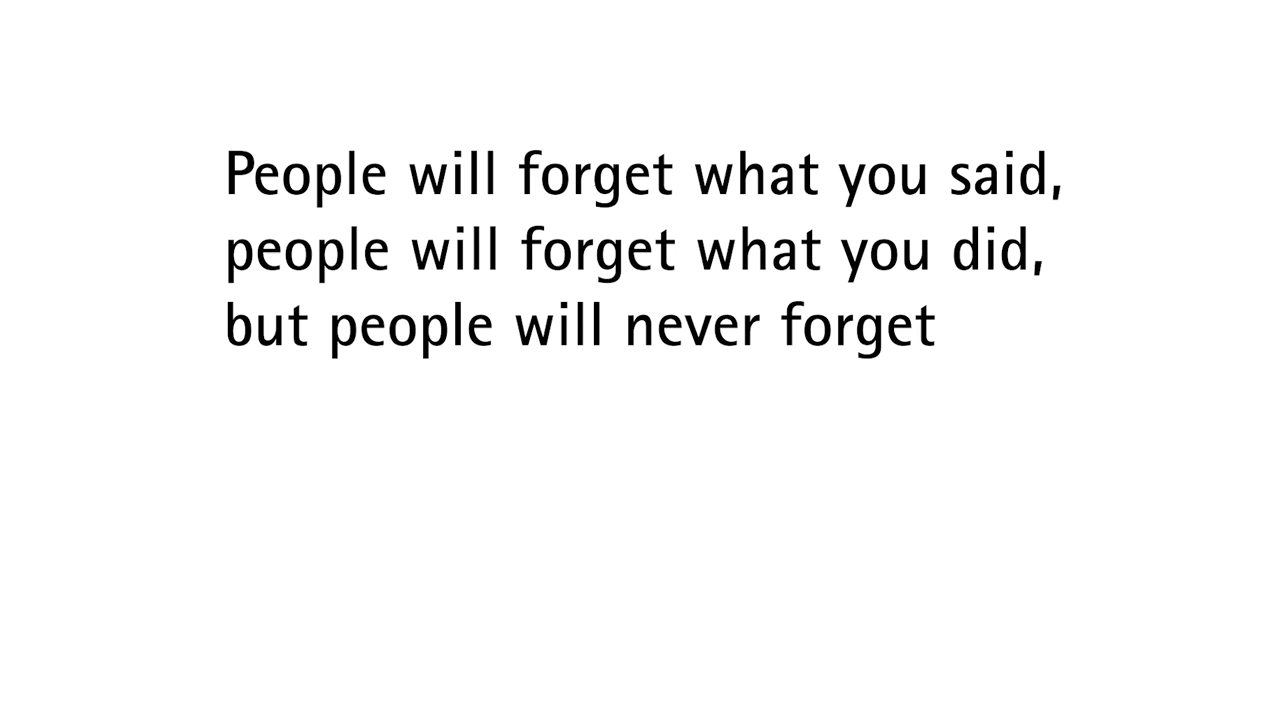 People will forget what you said,
people will forget what you did,
but people will never forget